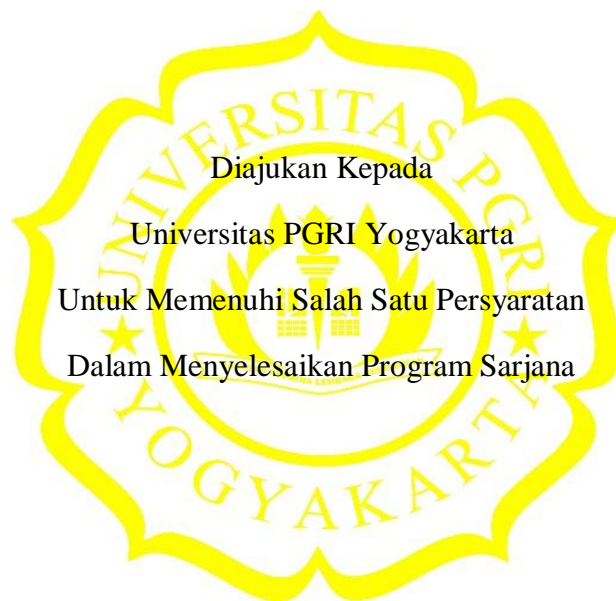 UNIVERSITAS PGRI
Diajukan Kepada
Universitas PGRI Yogyakarta
Untuk Memenuhi Salah Satu Persyaratan
Dalam Menyelesaikan Program Sarjana
YOGYAKARTA